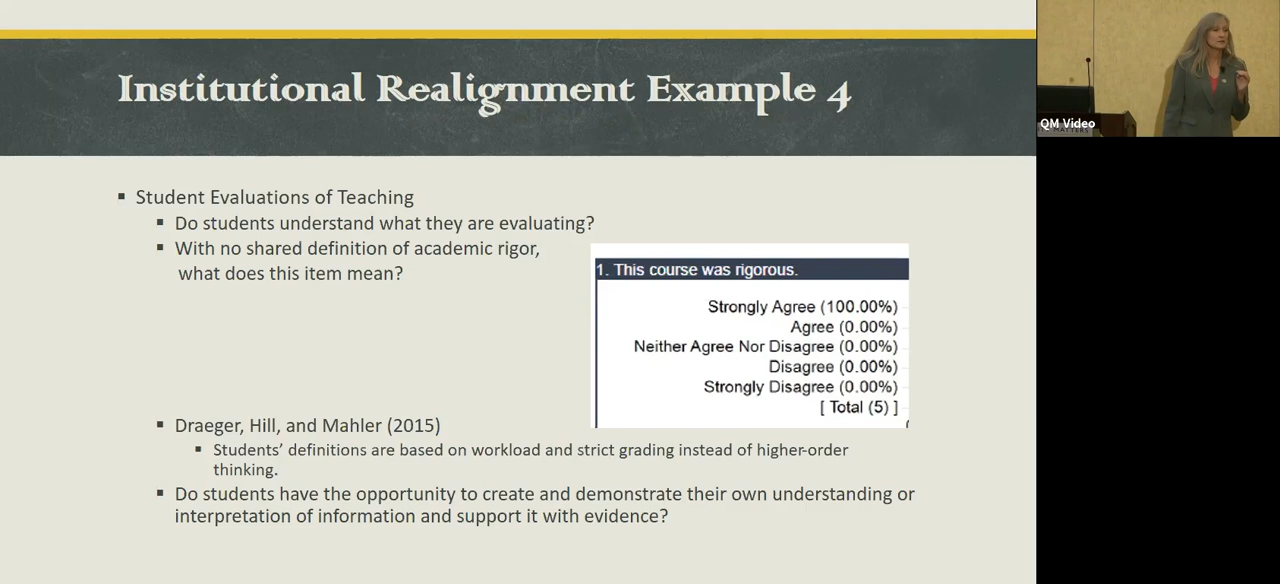 Institutional Realignment Example 4
QM Video
▪ Student Evaluations of Teaching
▪ Do students understand what they are evaluating?
▪ With no shared definition of academic rigor,
what does this item mean?
1. This course was rigorous.
Strongly Agree (100.00%)
Agree (0.00%)
Neither Agree Nor Disagree (0.00%)
Disagree (0.00%)
Strongly Disagree (0.00%)
[ Total (5) ]
▪ Draeger, Hill, and Mahler (2015)
▪ Students’ definitions are based on workload and strict grading instead of higher-order
thinking.
▪ Do students have the opportunity to create and demonstrate their own understanding or
interpretation of information and support it with evidence?